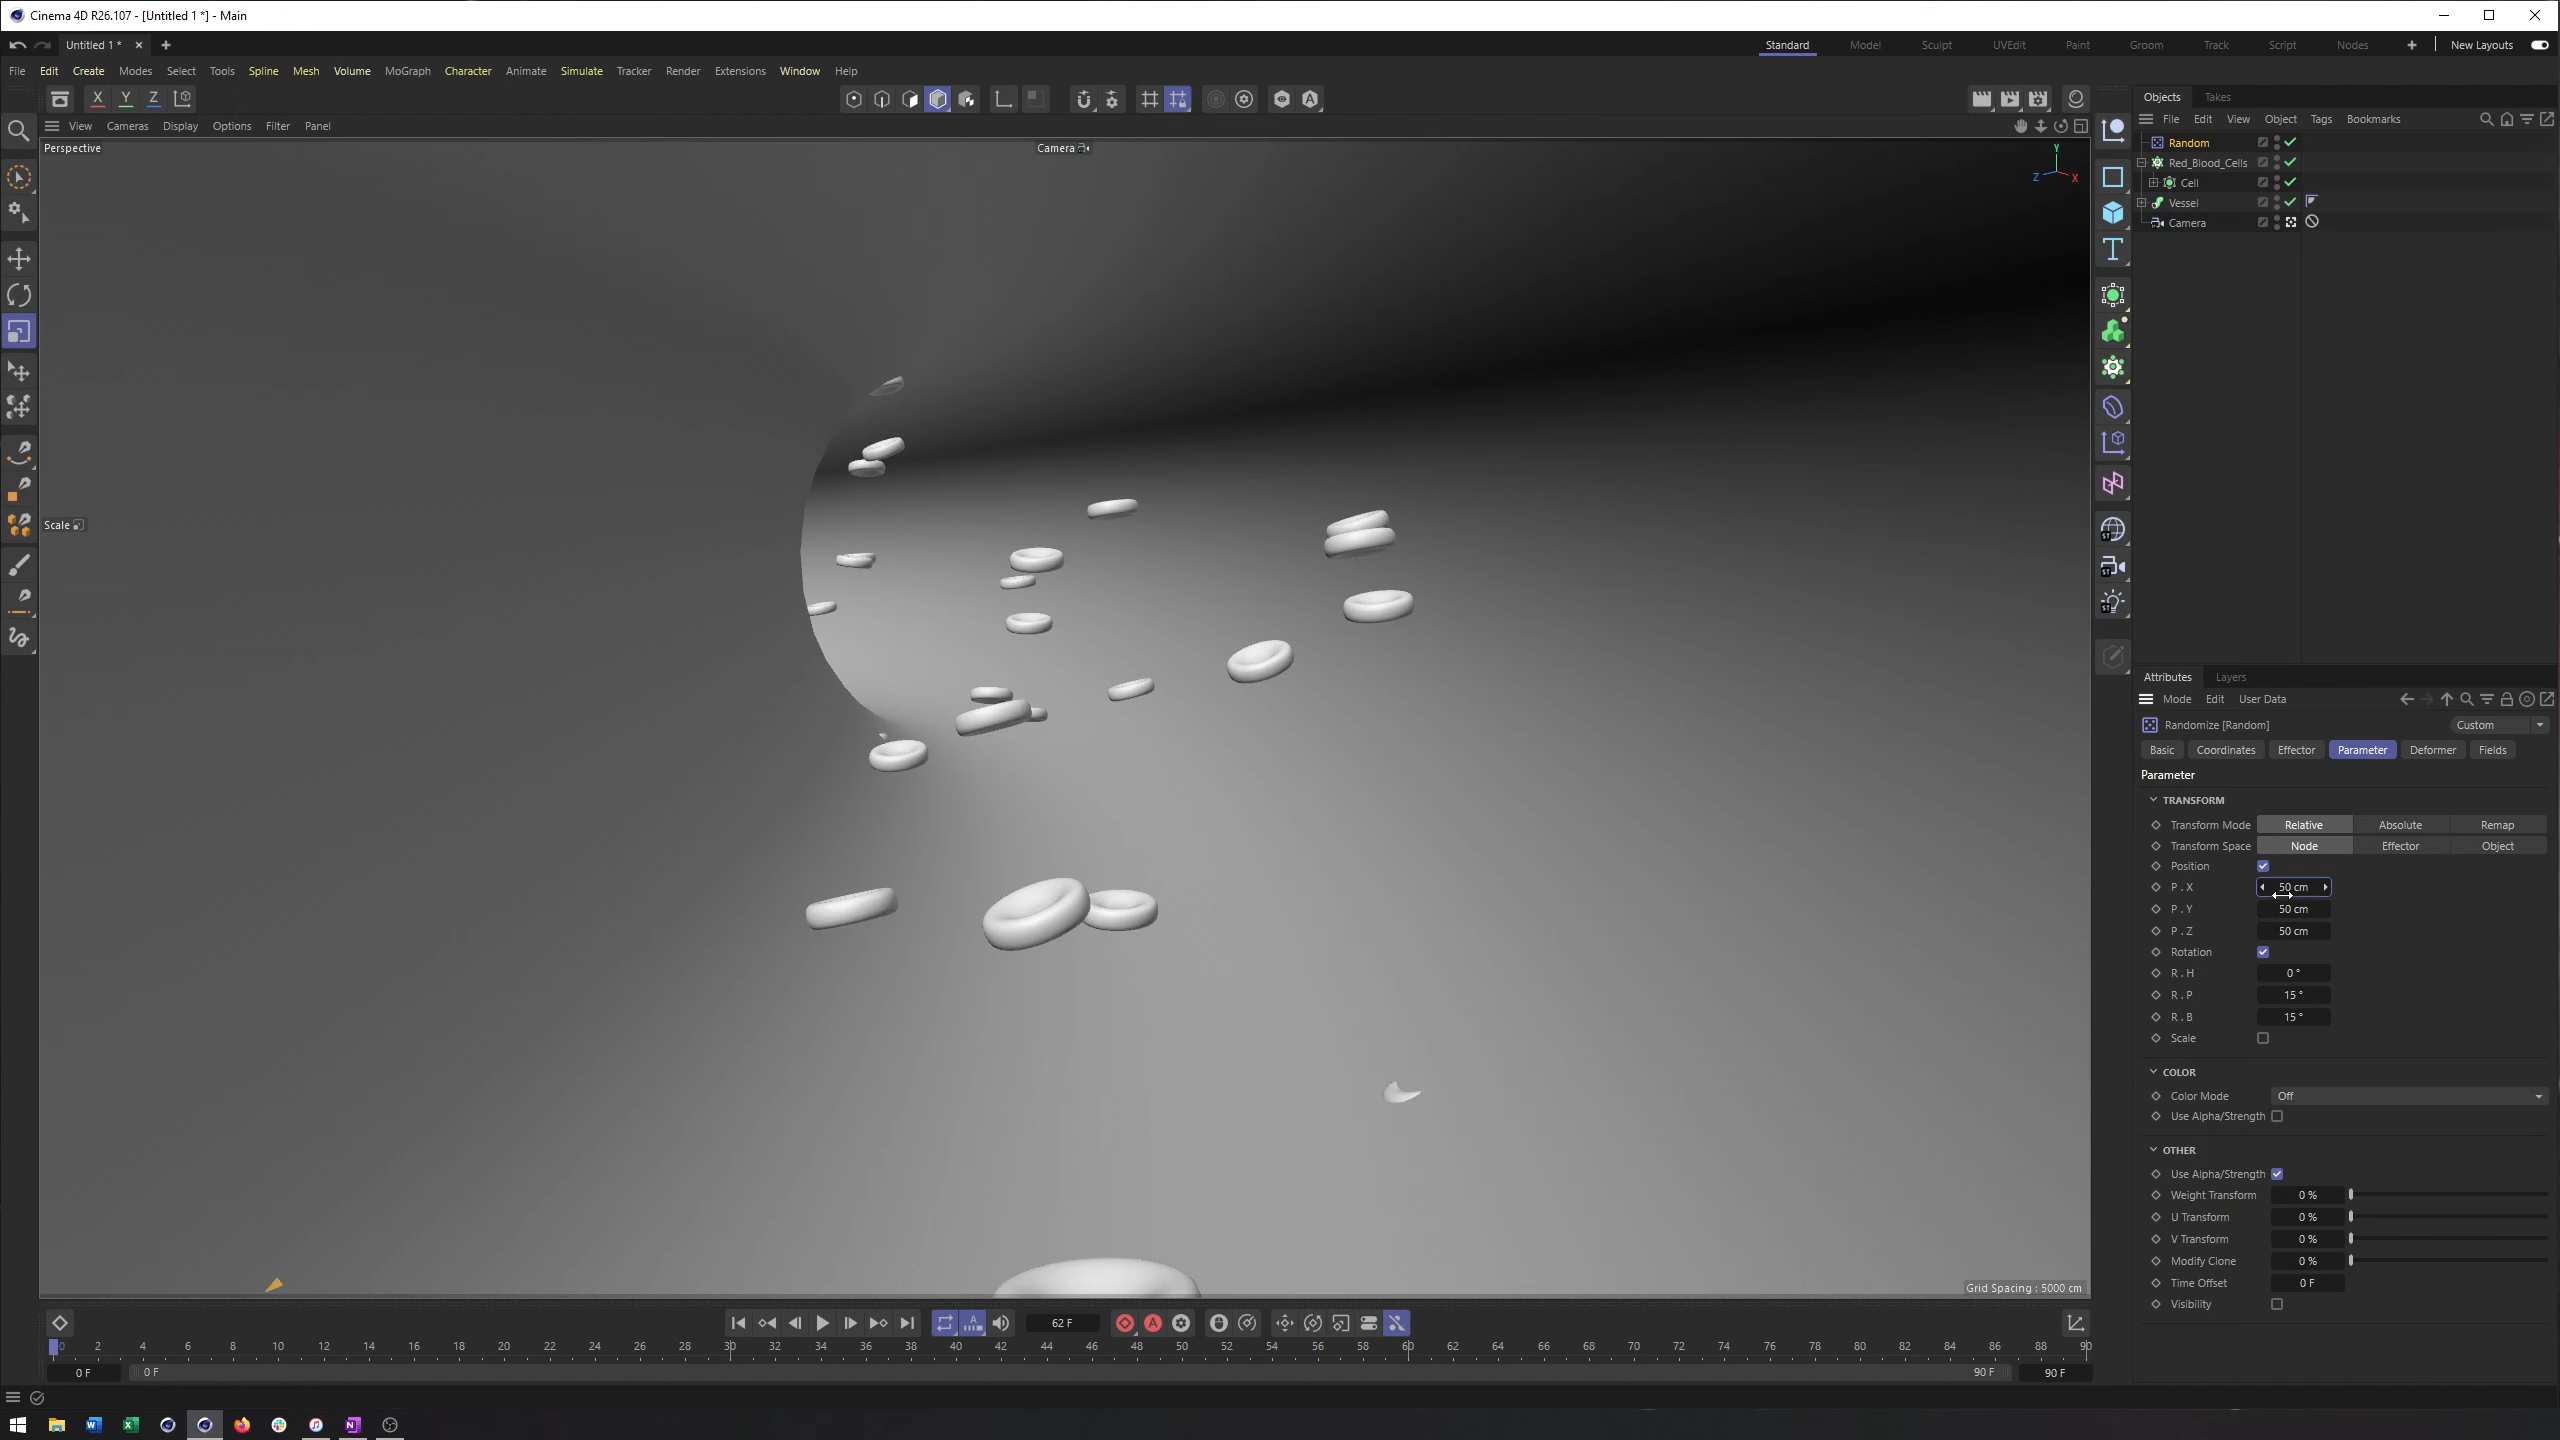 Cinema 4D R26.107 - [Untitled 1 *] - Main
Untitled 1 *
Standard Model Sculpt UVEdit Paint Groom Track Script Nodes New Layouts
File Edit Create Modes Select Tools Spline Mesh Volume MoGraph Character Animate Simulate Tracker Render Extensions Window Help
X Y Z
Objects Takes
View Cameras Display Options Filter Panel
File Edit View Object Tags Bookmarks
Perspective
Camera
Y
Z X
Random
Red_Blood_Cells
Cell
Vessel
Camera
Scale
Attributes Layers
Mode Edit User Data
Randomize [Random] Custom
Basic Coordinates Effector Parameter Deformer Fields
Parameter
TRANSFORM
Transform Mode Relative Absolute Remap
Transform Space Node Effector Object
Position
P . X 50 cm
P . Y 50 cm
P . Z 50 cm
Rotation
R . H 0 °
R . P 15 °
R . B 15 °
Scale
COLOR
Color Mode Off
Use Alpha/Strength
OTHER
Use Alpha/Strength
Weight Transform 0 %
U Transform 0 %
V Transform 0 %
Modify Clone 0 %
Time Offset 0 F
Visibility
Grid Spacing : 5000 cm
62 F
0 2 4 6 8 10 12 14 16 18 20 22 24 26 28 30 32 34 36 38 40 42 44 46 48 50 52 54 56 58 60 62 64 66 68 70 72 74 76 78 80 82 84 86 88 90
0 F 0 F 90 F 90 F